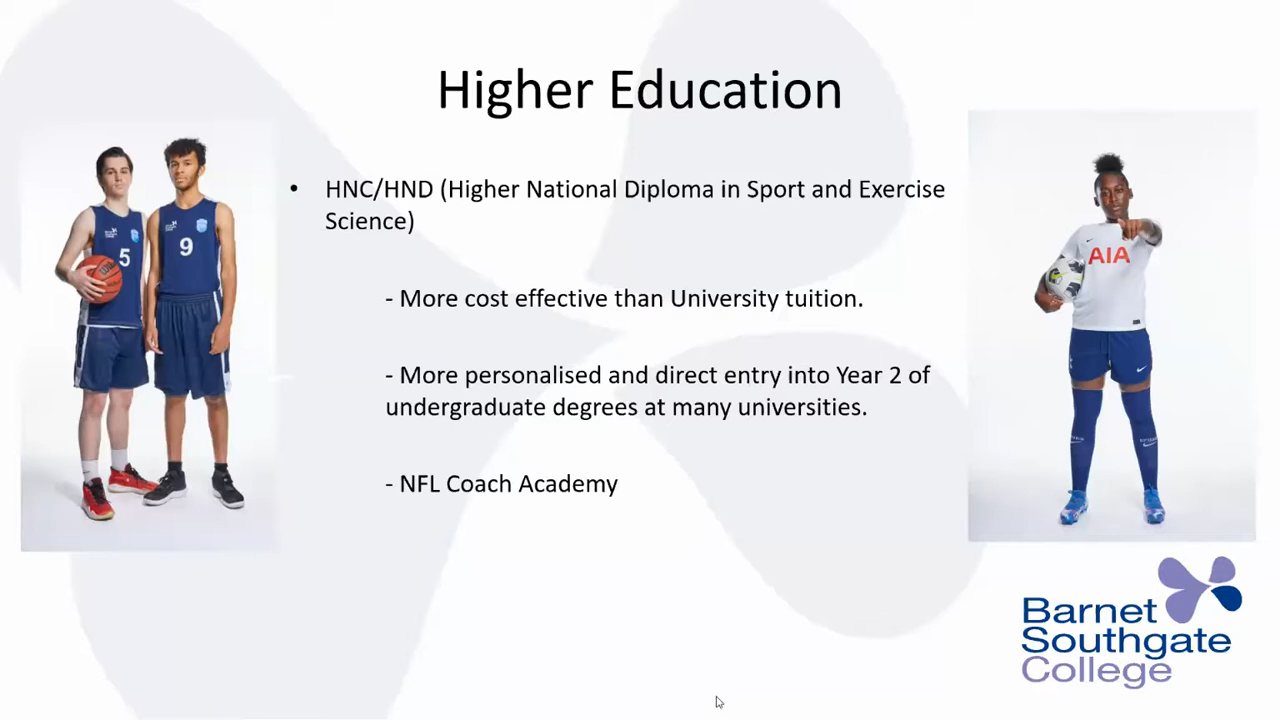 Higher Education
• HNC/HND (Higher National Diploma in Sport and Exercise
Science)
- More cost effective than University tuition.
- More personalised and direct entry into Year 2 of
undergraduate degrees at many universities.
- NFL Coach Academy
5
9
AIA
Barnet
Southgate
College